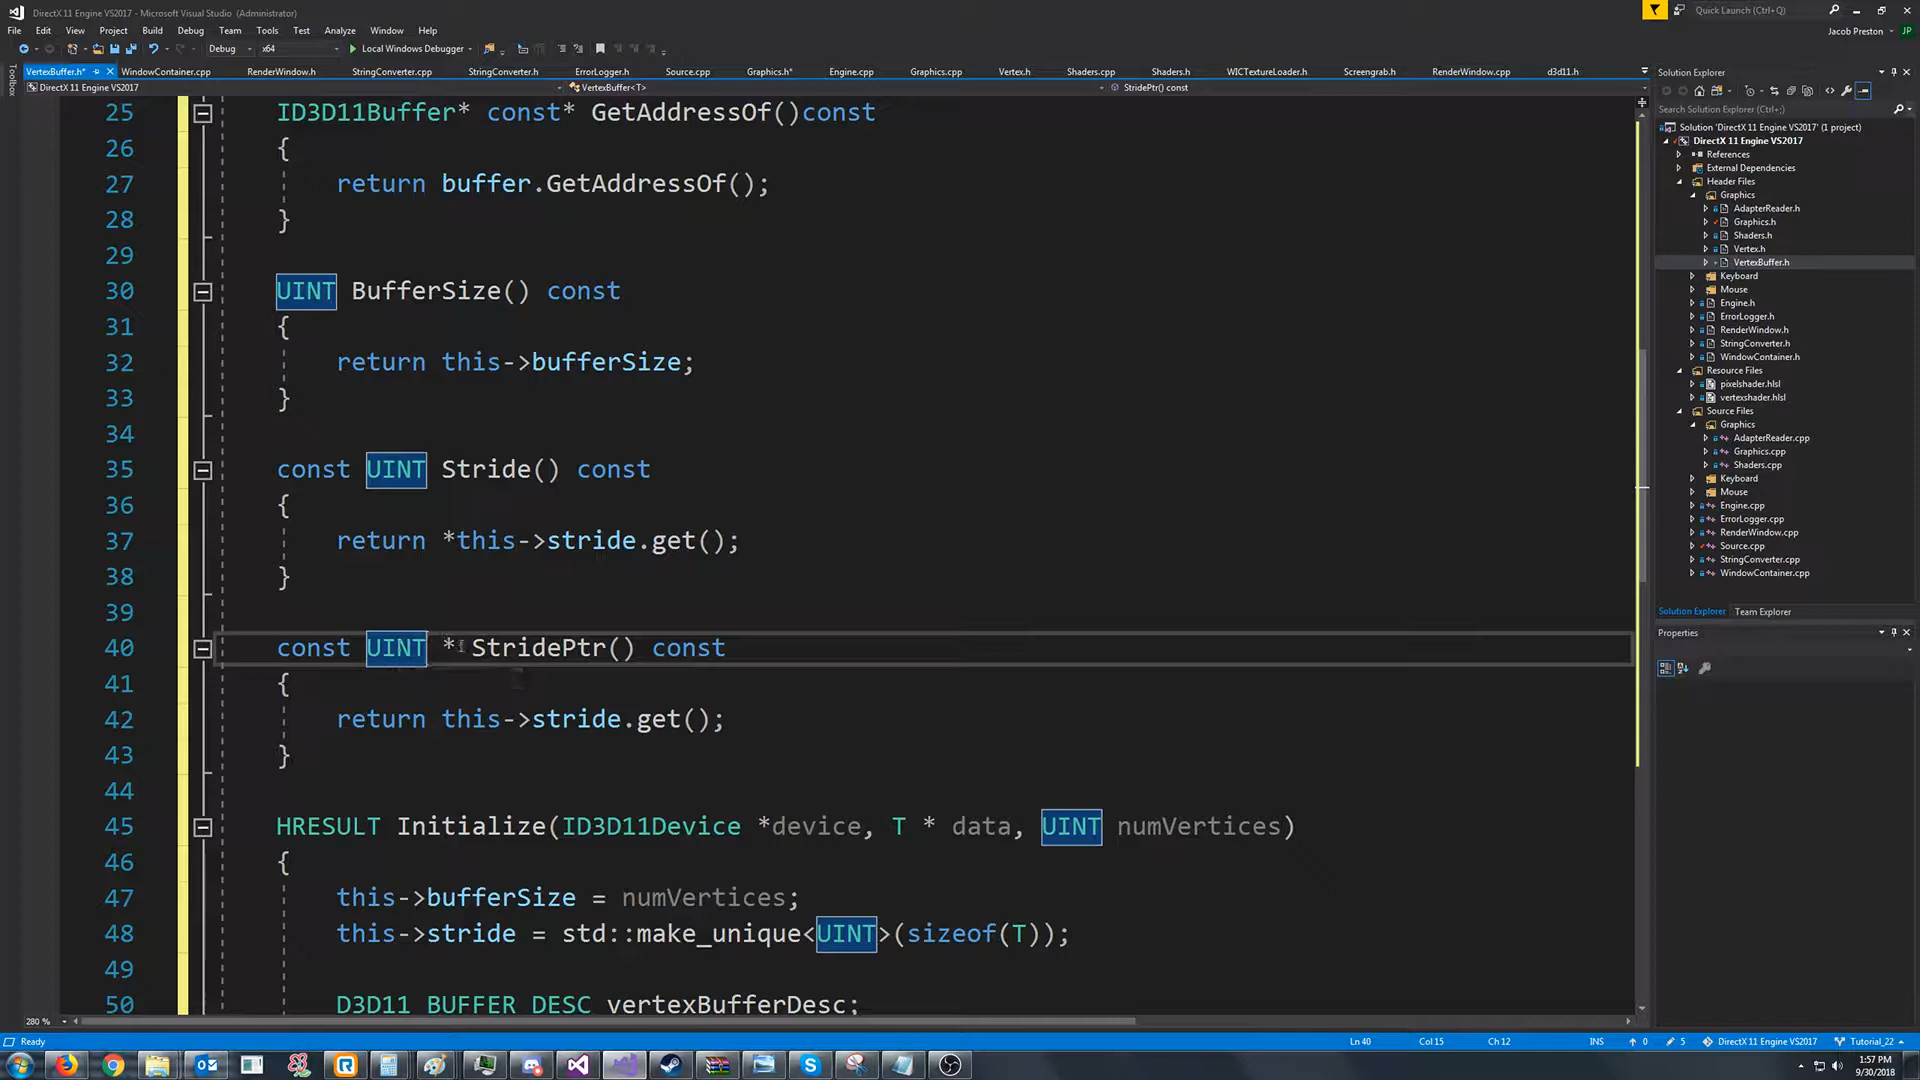 DirectX 11 Engine VS2017 - Microsoft Visual Studio (Administrator)
Quick Launch (Ctrl+Q)
File Edit View Project Build Debug Team Tools Test Analyze Window Help
Jacob Preston JP
Debug x64 Local Windows Debugger
Toolbox
VertexBuffer.h* WindowContainer.cpp RenderWindow.h StringConverter.cpp StringConverter.h ErrorLogger.h Source.cpp Graphics.h* Engine.cpp Graphics.cpp Vertex.h Shaders.cpp Shaders.h WICTextureLoader.h Screengrab.h RenderWindow.cpp d3d11.h
DirectX 11 Engine VS2017 VertexBuffer<T> StridePtr() const
25 ID3D11Buffer* const* GetAddressOf()const
26 {
27 return buffer.GetAddressOf();
28 }
29
30 UINT BufferSize() const
31 {
32 return this->bufferSize;
33 }
34
35 const UINT Stride() const
36 {
37 return *this->stride.get();
38 }
39
40 const UINT * StridePtr() const
41 {
42 return this->stride.get();
43 }
44
45 HRESULT Initialize(ID3D11Device *device, T * data, UINT numVertices)
46 {
47 this->bufferSize = numVertices;
48 this->stride = std::make_unique<UINT>(sizeof(T));
49
50 D3D11_BUFFER_DESC vertexBufferDesc;
280 %
Solution Explorer
Search Solution Explorer (Ctrl+;)
Solution 'DirectX 11 Engine VS2017' (1 project)
DirectX 11 Engine VS2017
References
External Dependencies
Header Files
Graphics
AdapterReader.h
Graphics.h
Shaders.h
Vertex.h
VertexBuffer.h
Keyboard
Mouse
Engine.h
ErrorLogger.h
RenderWindow.h
StringConverter.h
WindowContainer.h
Resource Files
pixelshader.hlsl
vertexshader.hlsl
Source Files
Graphics
AdapterReader.cpp
Graphics.cpp
Shaders.cpp
Keyboard
Mouse
Engine.cpp
ErrorLogger.cpp
RenderWindow.cpp
Source.cpp
StringConverter.cpp
WindowContainer.cpp
Solution Explorer Team Explorer
Properties
Ready Ln 40 Col 15 Ch 12 INS 0 5 DirectX 11 Engine VS2017 Tutorial_22
1:57 PM
9/30/2018